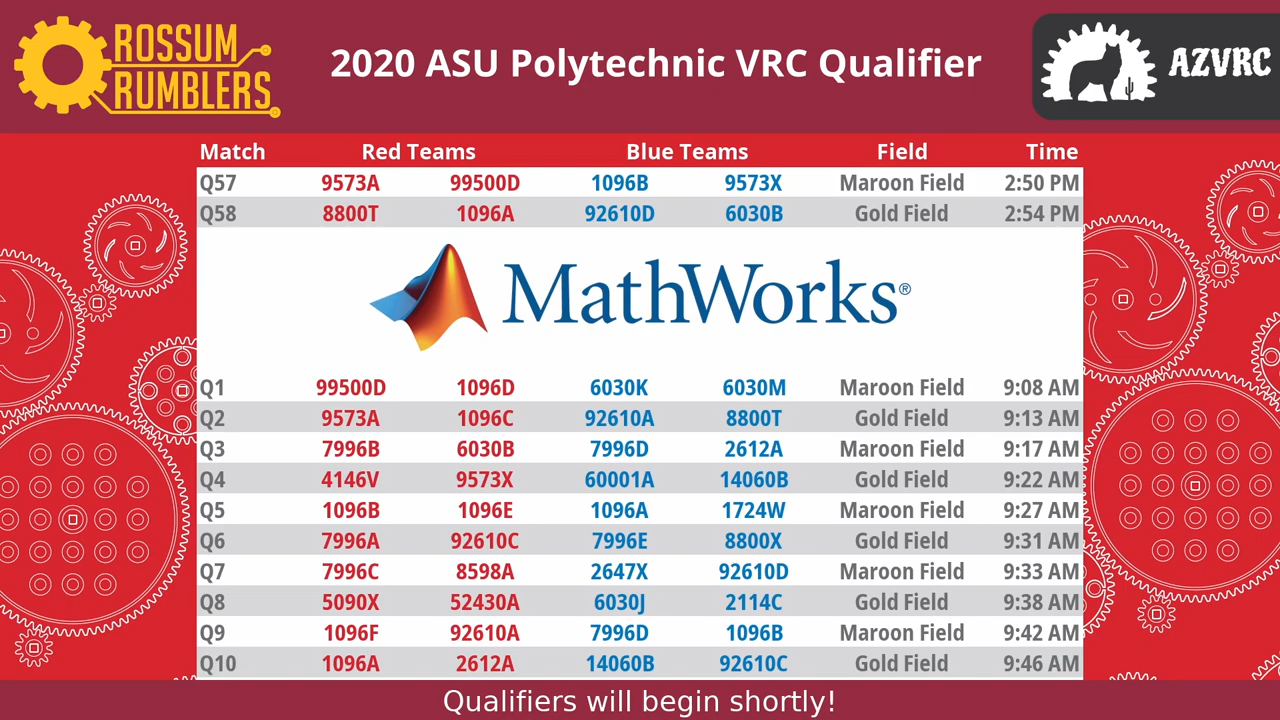 ROSSUM
RUMBLERS
2020 ASU Polytechnic VRC Qualifier
AZVRC
Match Red Teams Blue Teams Field Time
Q57 9573A 99500D 1096B 9573X Maroon Field 2:50 PM
Q58 8800T 1096A 92610D 6030B Gold Field 2:54 PM
MathWorks®
Q1 99500D 1096D 6030K 6030M Maroon Field 9:08 AM
Q2 9573A 1096C 92610A 8800T Gold Field 9:13 AM
Q3 7996B 6030B 7996D 2612A Maroon Field 9:17 AM
Q4 4146V 9573X 60001A 14060B Gold Field 9:22 AM
Q5 1096B 1096E 1096A 1724W Maroon Field 9:27 AM
Q6 7996A 92610C 7996E 8800X Gold Field 9:31 AM
Q7 7996C 8598A 2647X 92610D Maroon Field 9:33 AM
Q8 5090X 52430A 6030J 2114C Gold Field 9:38 AM
Q9 1096F 92610A 7996D 1096B Maroon Field 9:42 AM
Q10 1096A 2612A 14060B 92610C Gold Field 9:46 AM
Qualifiers will begin shortly!